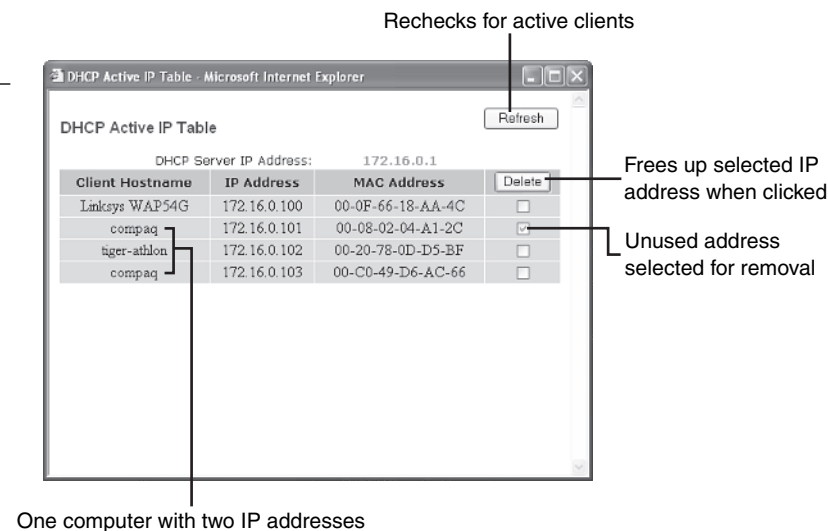 Rechecks for active clients
DHCP Active IP Table - Microsoft Internet Explorer
Refresh
DHCP Active IP Table
DHCP Server IP Address: 172.16.0.1
Client Hostname IP Address MAC Address Delete
Linksys WAP54G 172.16.0.100 00-0F-66-18-AA-4C
compaq 172.16.0.101 00-08-02-04-A1-2C
tiger-athlon 172.16.0.102 00-20-78-0D-D5-BF
compaq 172.16.0.103 00-C0-49-D6-AC-66
Frees up selected IP
address when clicked
Unused address
selected for removal
One computer with two IP addresses